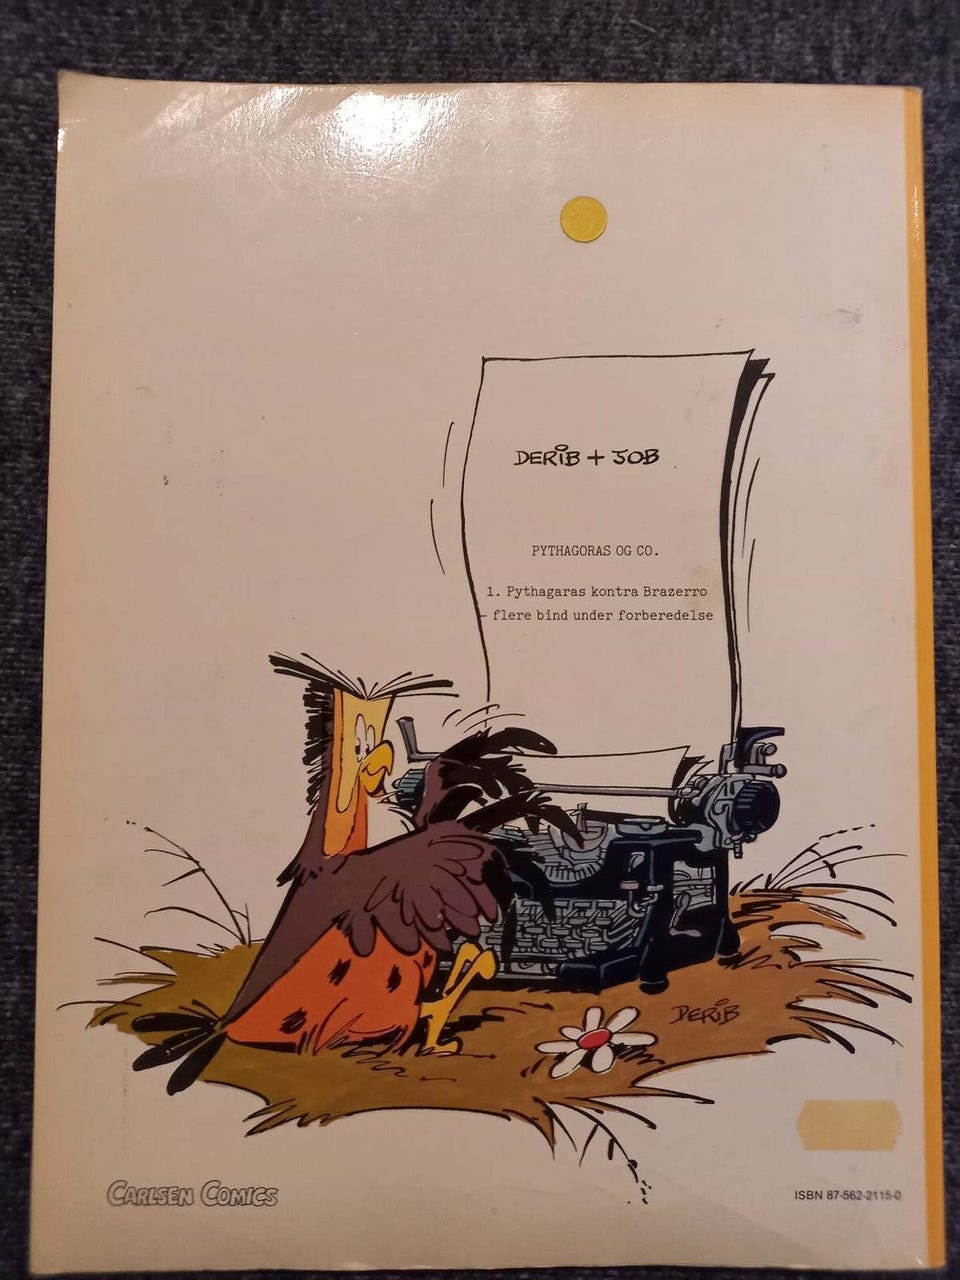 DERIB + JOB
PYTHAGORAS OG CO.
1. Pythagaras kontra Brazerro
- flere bind under forberedelse
DERIB
CARLSEN COMICS
ISBN 87-562-2115-0